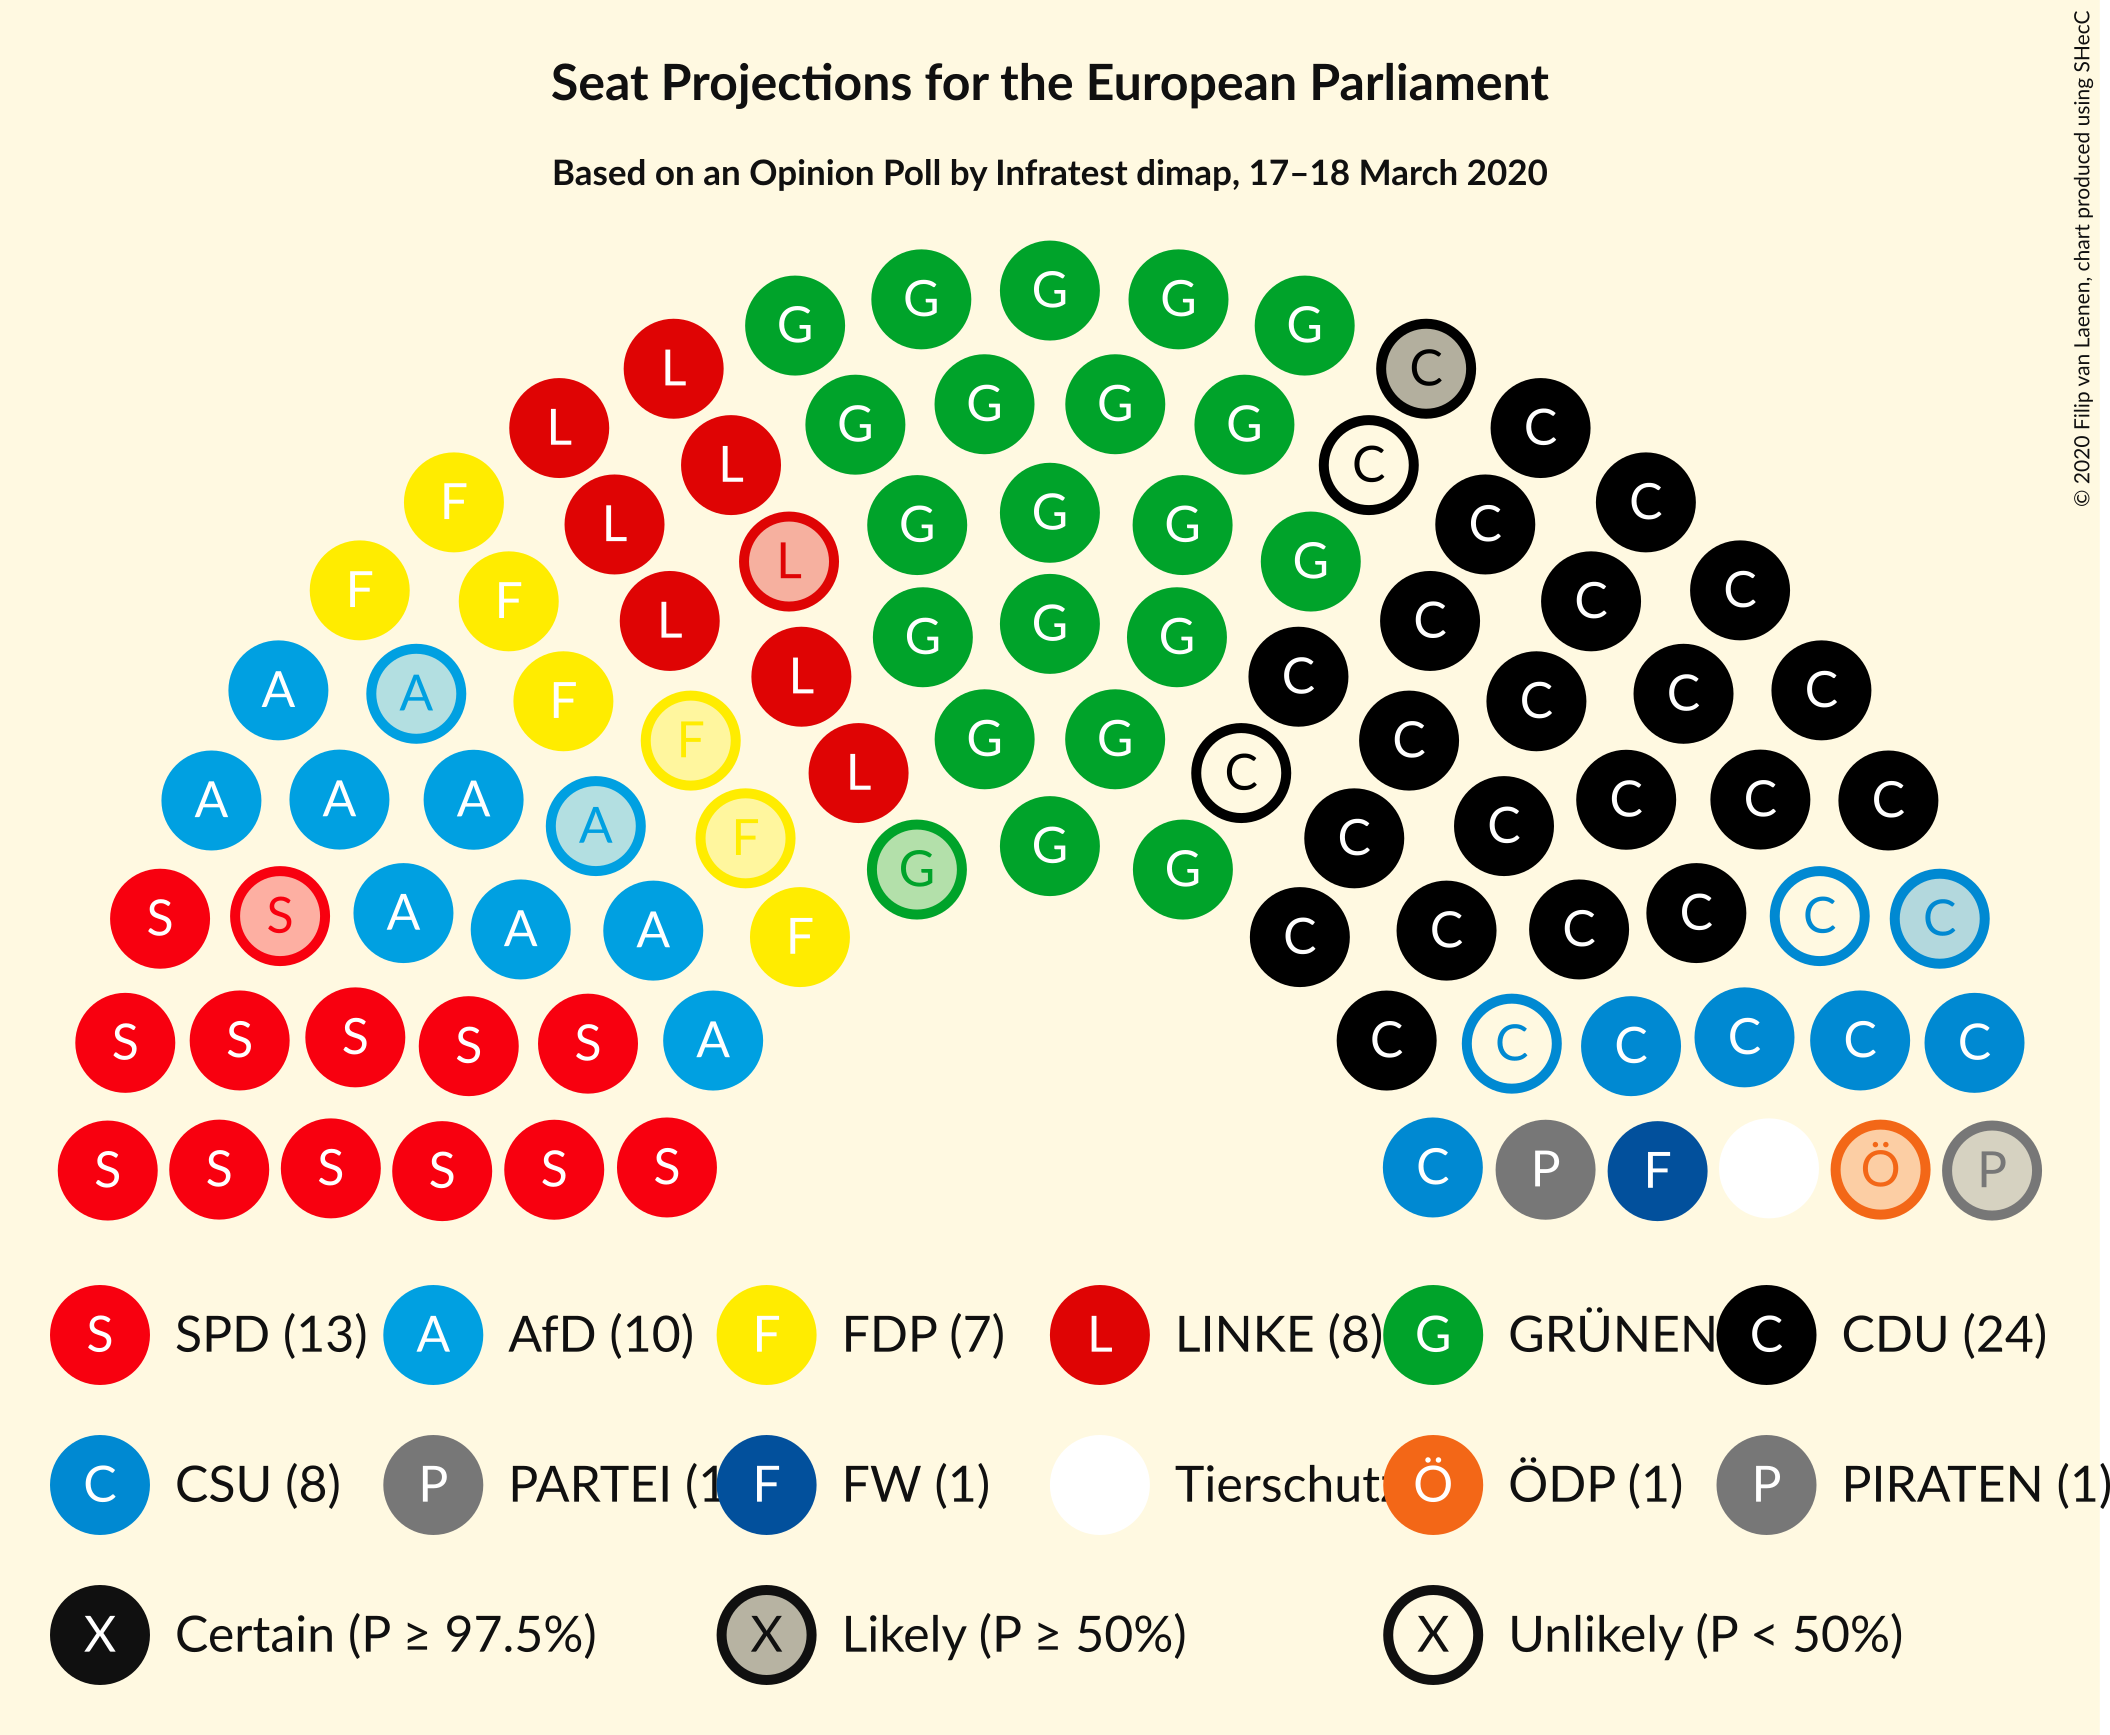 Seat Projections for the European Parliament
Based on an Opinion Poll by Infratest dimap, 17–18 March 2020
© 2020 Filip van Laenen, chart produced using SHecC
G G G G G
L L C C
G G G G
F L L C C C
G G G
F F L L L G C C C C
G G G
A A F F L C C C C C
G G
A A A A F L C C C C C C
G G G
S S A A A F C C C C C C
S S S S S A C C C C C C
S S S S S S C P F Ö P
S SPD (13) A AfD (10) F FDP (7) L LINKE (8) G GRÜNEN C CDU (24)
C CSU (8) P PARTEI (1 F FW (1) Tierschutz Ö ÖDP (1) P PIRATEN (1)
X Certain (P ≥ 97.5%) X Likely (P ≥ 50%) X Unlikely (P < 50%)